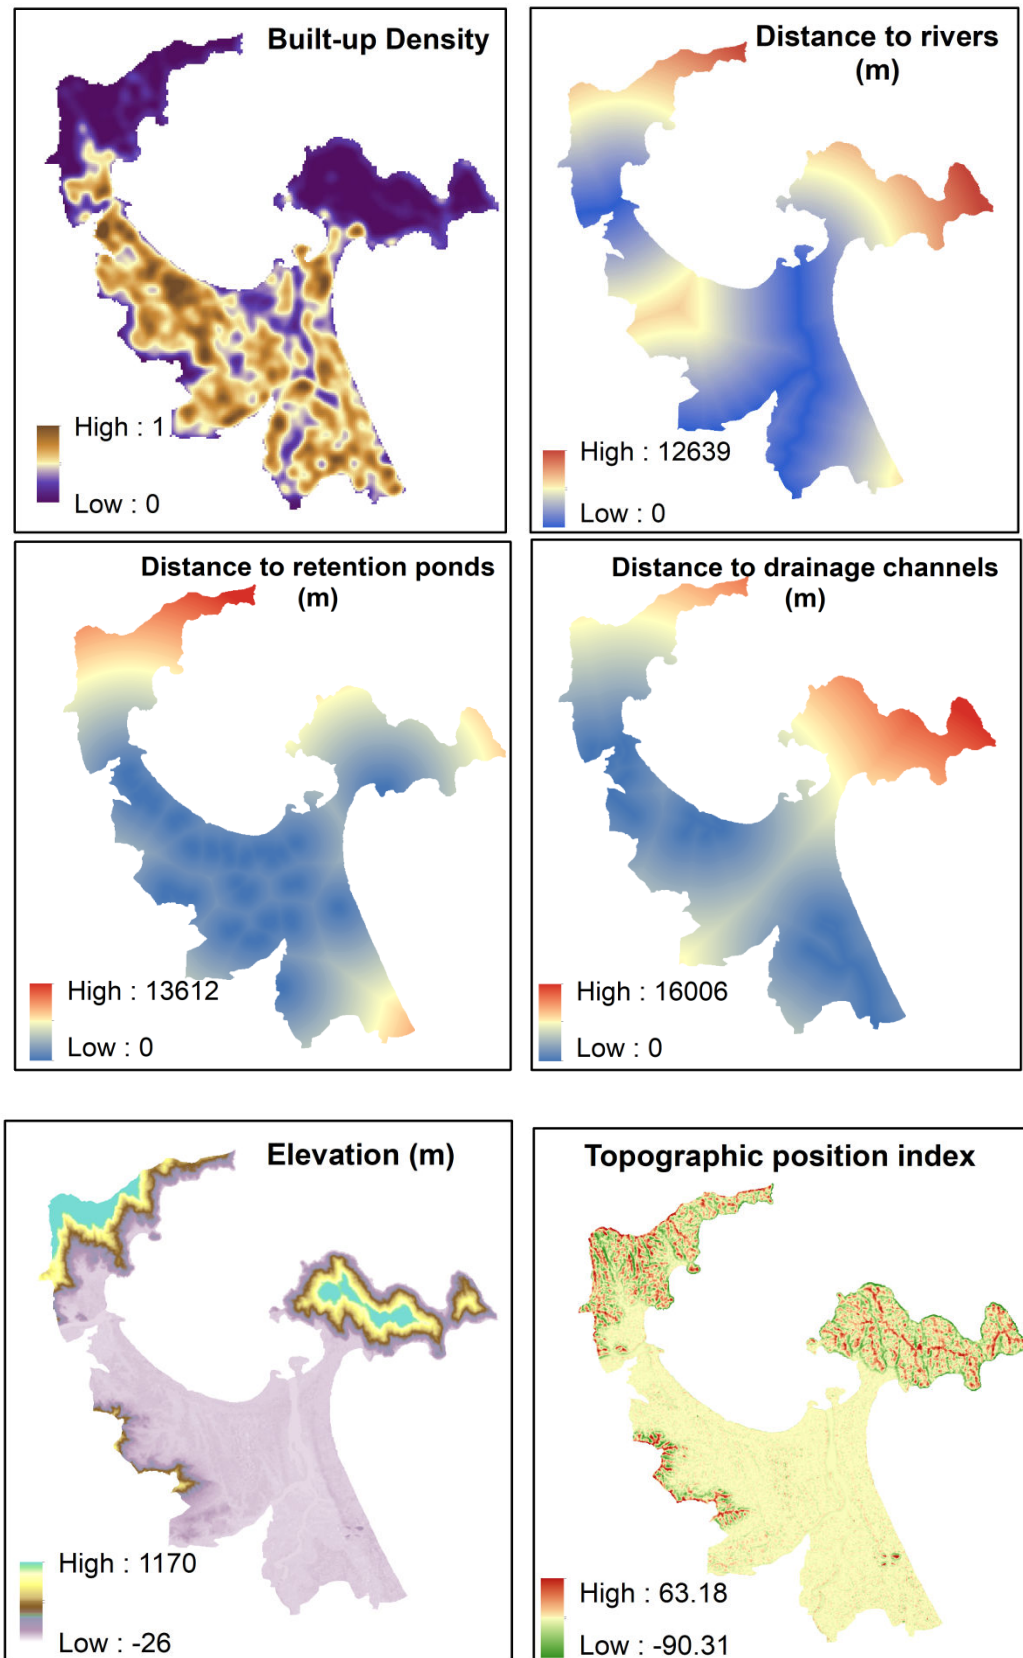 Built-up Density
High : 1
Low : 0
Distance to rivers
(m)
High : 12639
Low : 0
Distance to retention ponds
(m)
High : 13612
Low : 0
Distance to drainage channels
(m)
High : 16006
Low : 0
Elevation (m)
High : 1170
Low : -26
Topographic position index
High : 63.18
Low : -90.31